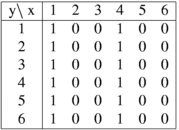 y\ x 1 2 3 4 5 6
1 1 0 0 1 0 0
2 1 0 0 1 0 0
3 1 0 0 1 0 0
4 1 0 0 1 0 0
5 1 0 0 1 0 0
6 1 0 0 1 0 0